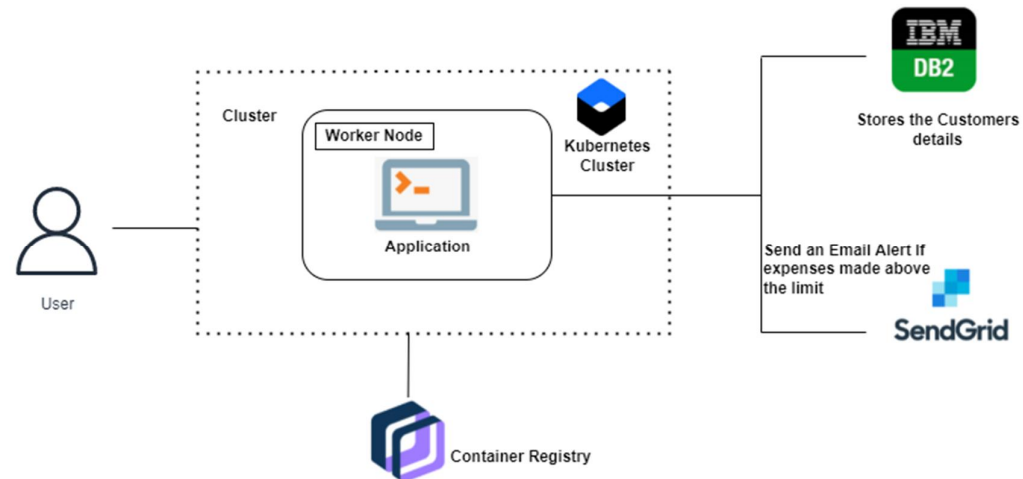 IBM
DB2
Stores the Customers
details
Cluster
Worker Node
Kubernetes
Cluster
Application
User
Send an Email Alert If
expenses made above
the limit
SendGrid
Container Registry